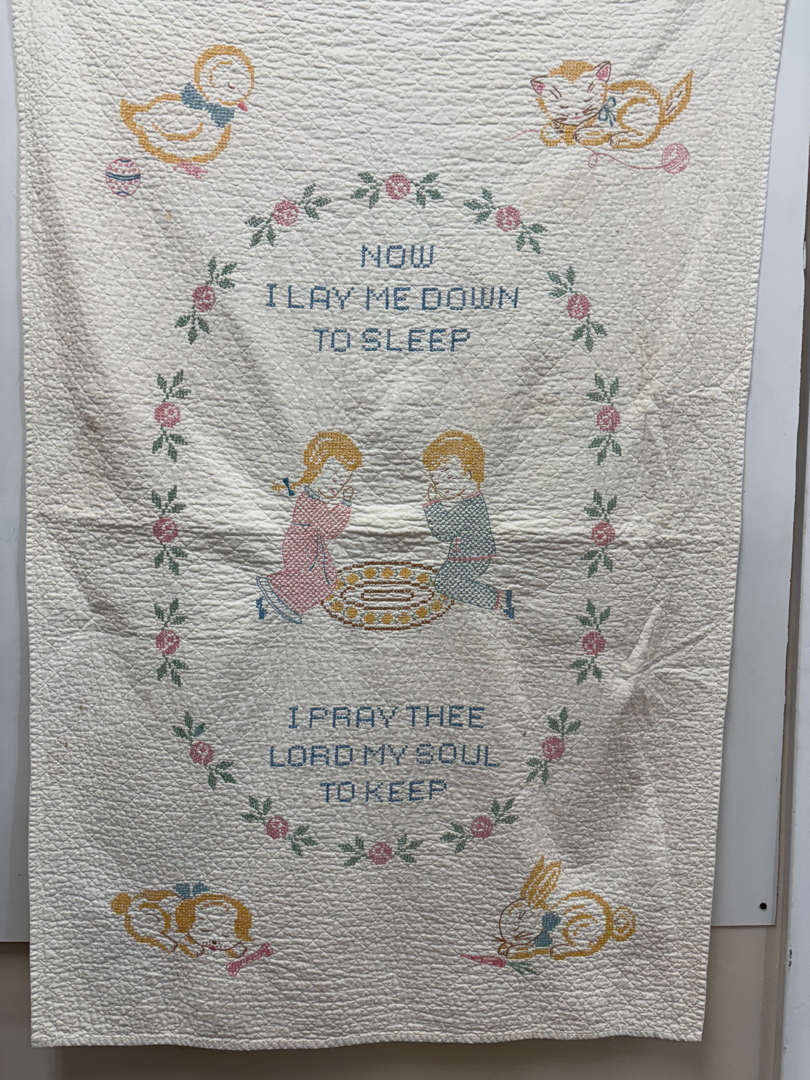 NOW
I LAY ME DOWN
TO SLEEP
I PRAY THEE
LORD MY SOUL
TO KEEP